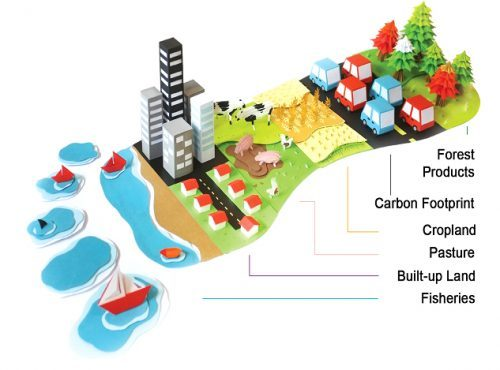 Forest
Products
Carbon Footprint
Cropland
Pasture
Built-up Land
Fisheries